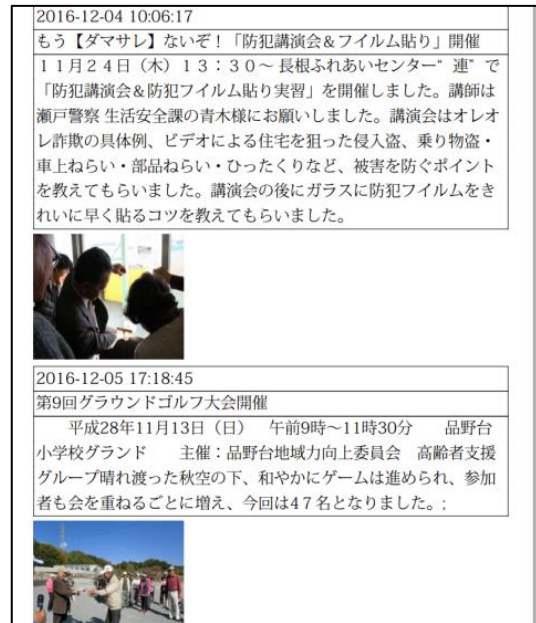 2016-12-04 10:06:17
もう【ダマサレ】ないぞ！「防犯講演会＆フイルム貼り」開催
　１１月２４日（木）１３：３０～ 長根ふれあいセンター“ 連”で
「防犯講演会＆防犯フイルム貼り実習」を開催しました。講師は
瀬戸警察 生活安全課の青木様にお願いしました。講演会はオレオ
レ詐欺の具体例、ビデオによる住宅を狙った侵入盗、乗り物盗・
車上ねらい・部品ねらい・ひったくりなど、被害を防ぐポイント
を教えてもらいました。講演会の後にガラスに防犯フイルムをき
れいに早く貼るコツを教えてもらいました。
2016-12-05 17:18:45
第9回グラウンドゴルフ大会開催
　　平成28年11月13日（日）　午前9時～11時30分　　品野台
小学校グランド　　主催：品野台地域力向上委員会　高齢者支援
グループ晴れ渡った秋空の下、和やかにゲームは進められ、参加
者も会を重ねるごとに増え、今回は4７名となりました。;